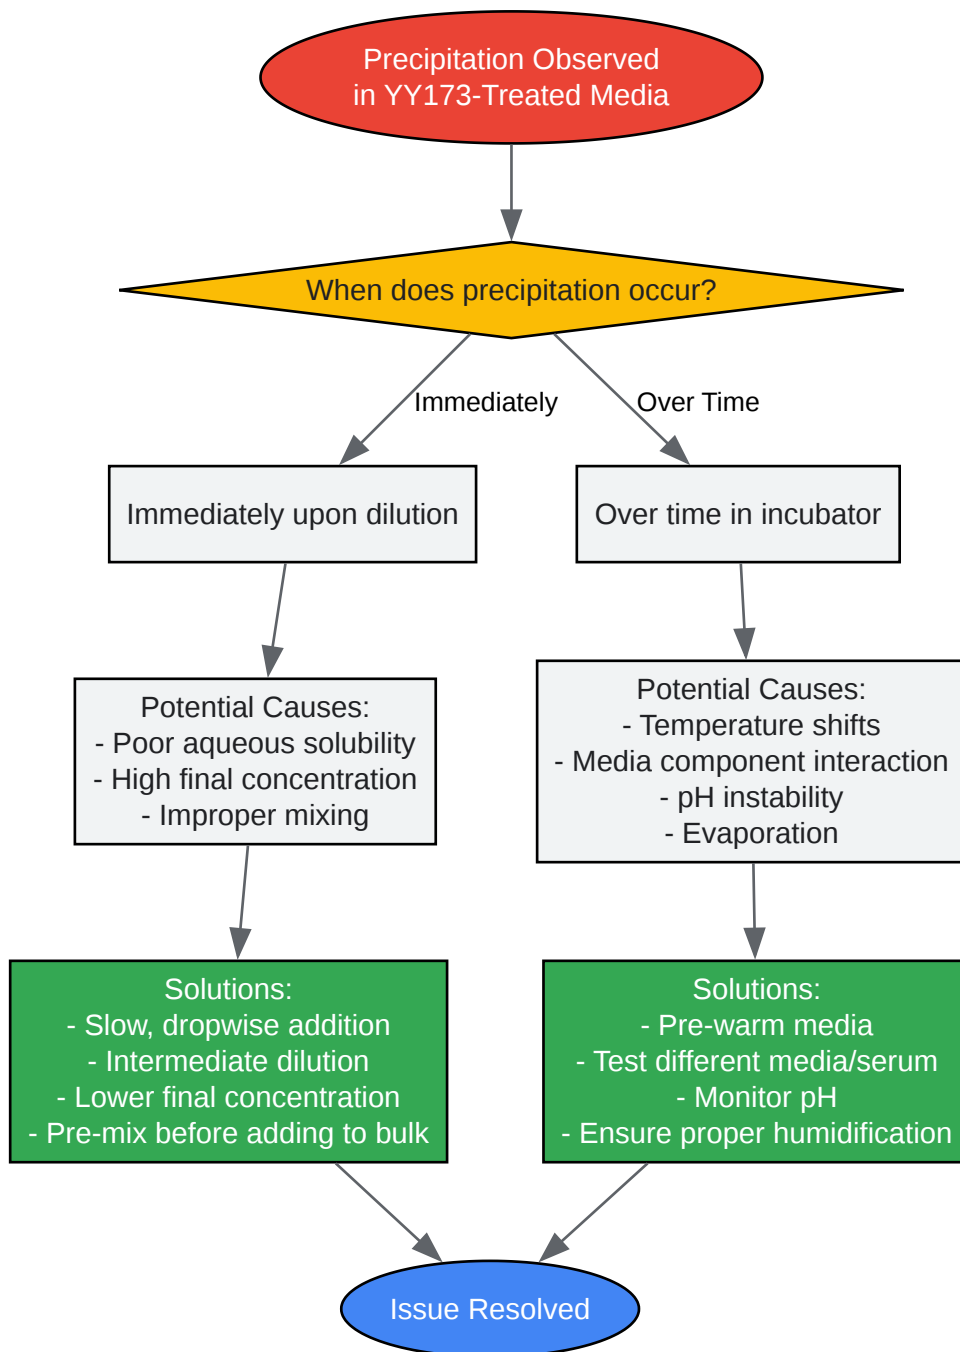 Precipitation Observed
in YY173-Treated Media
When does precipitation occur?
Immediately
Over Time
Immediately upon dilution
Over time in incubator
Potential Causes:
- Poor aqueous solubility
- High final concentration
- Improper mixing
Potential Causes:
- Temperature shifts
- Media component interaction
- pH instability
- Evaporation
Solutions:
- Slow, dropwise addition
- Intermediate dilution
- Lower final concentration
- Pre-mix before adding to bulk
Solutions:
- Pre-warm media
- Test different media/serum
- Monitor pH
- Ensure proper humidification
Issue Resolved